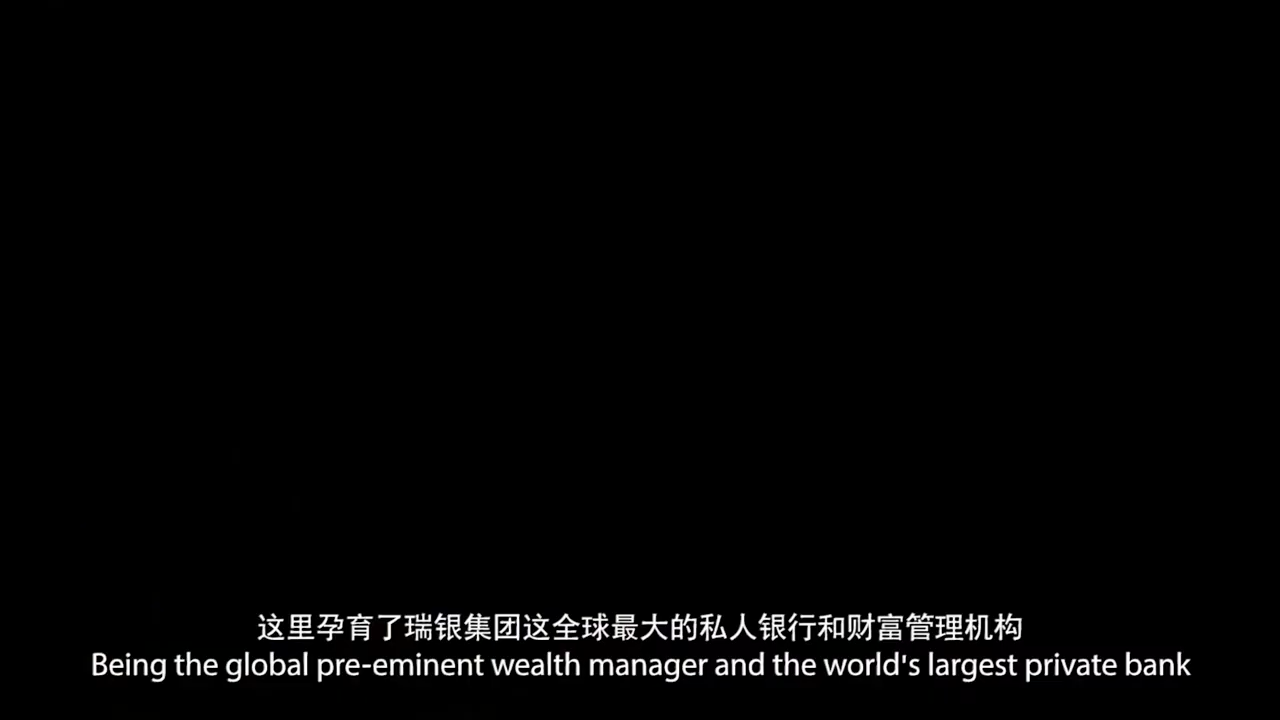 这里孕育了瑞银集团这全球最大的私人银行和财富管理机构
Being the global pre-eminent wealth manager and the world's largest private bank